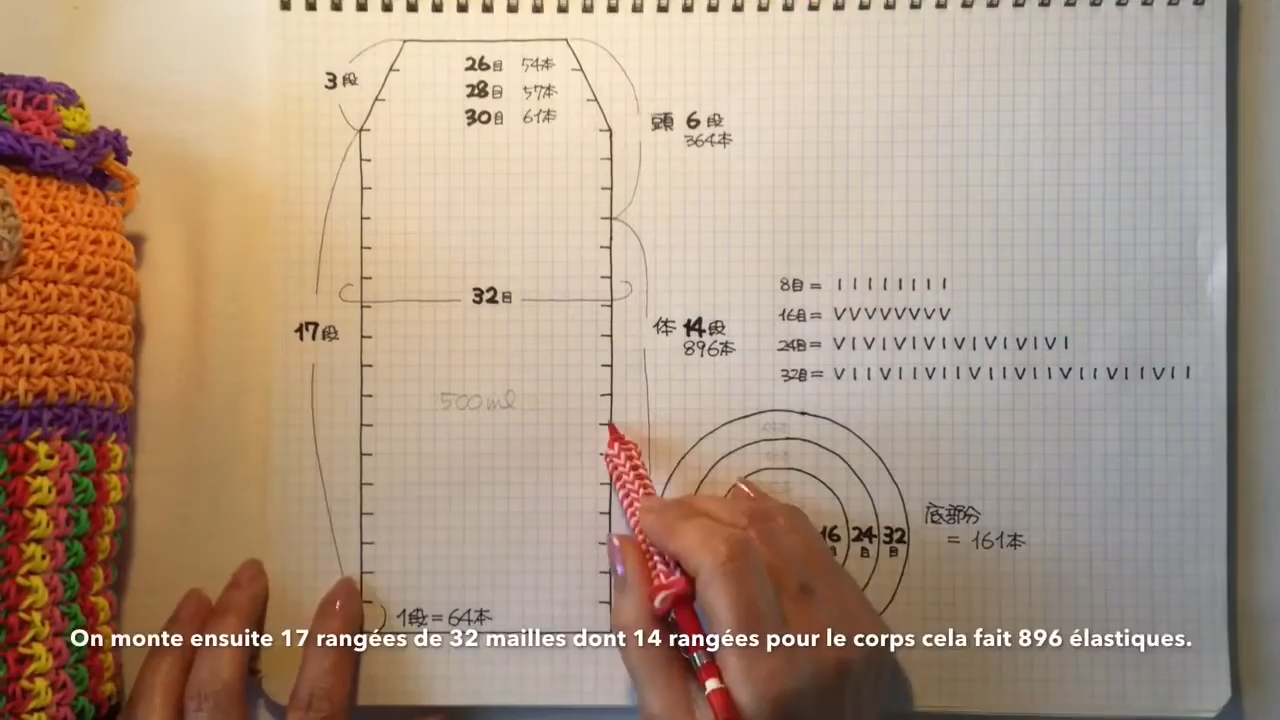 3段
26目 54本
28目 57本
30目 61本
頭 6段
364本
32目
17段
体 14段
896本
500ml
8目= I I I I I I I I
16目= V V V V V V V V
24目= V I V I V I V I V I V I V I V I
32目= V I I V I I V I I V I I V I I V I I V I I V I I
16目 24目 32目
底部分
= 161本
1段=64本
On monte ensuite 17 rangées de 32 mailles dont 14 rangées pour le corps cela fait 896 élastiques.